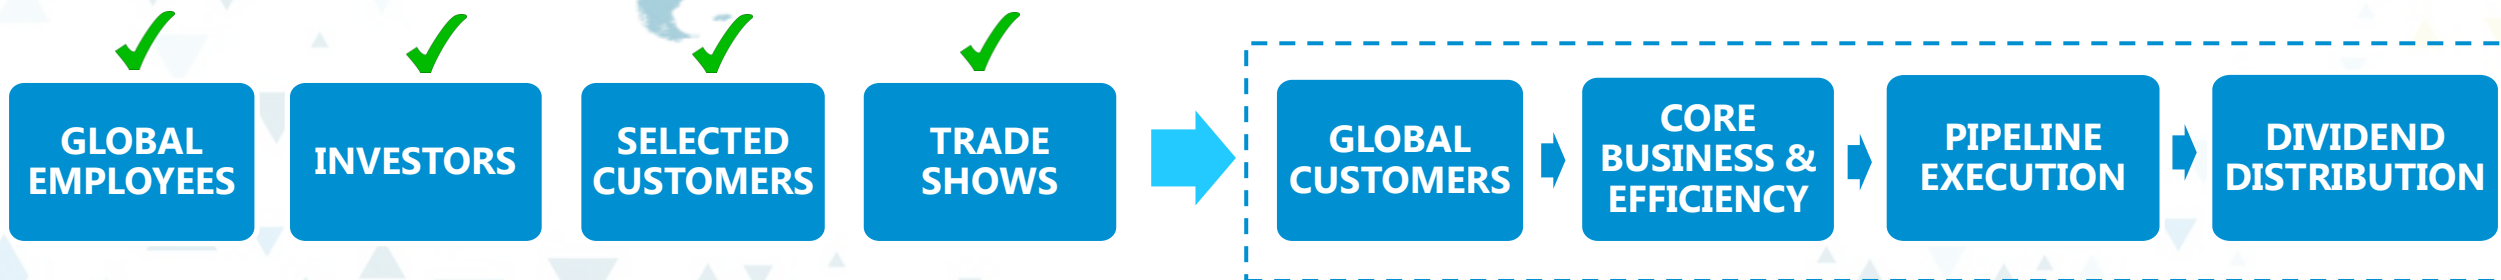 GLOBAL
EMPLOYEES
INVESTORS
SELECTED
CUSTOMERS
TRADE
SHOWS
GLOBAL
CUSTOMERS
CORE
BUSINESS &
EFFICIENCY
PIPELINE
EXECUTION
DIVIDEND
DISTRIBUTION